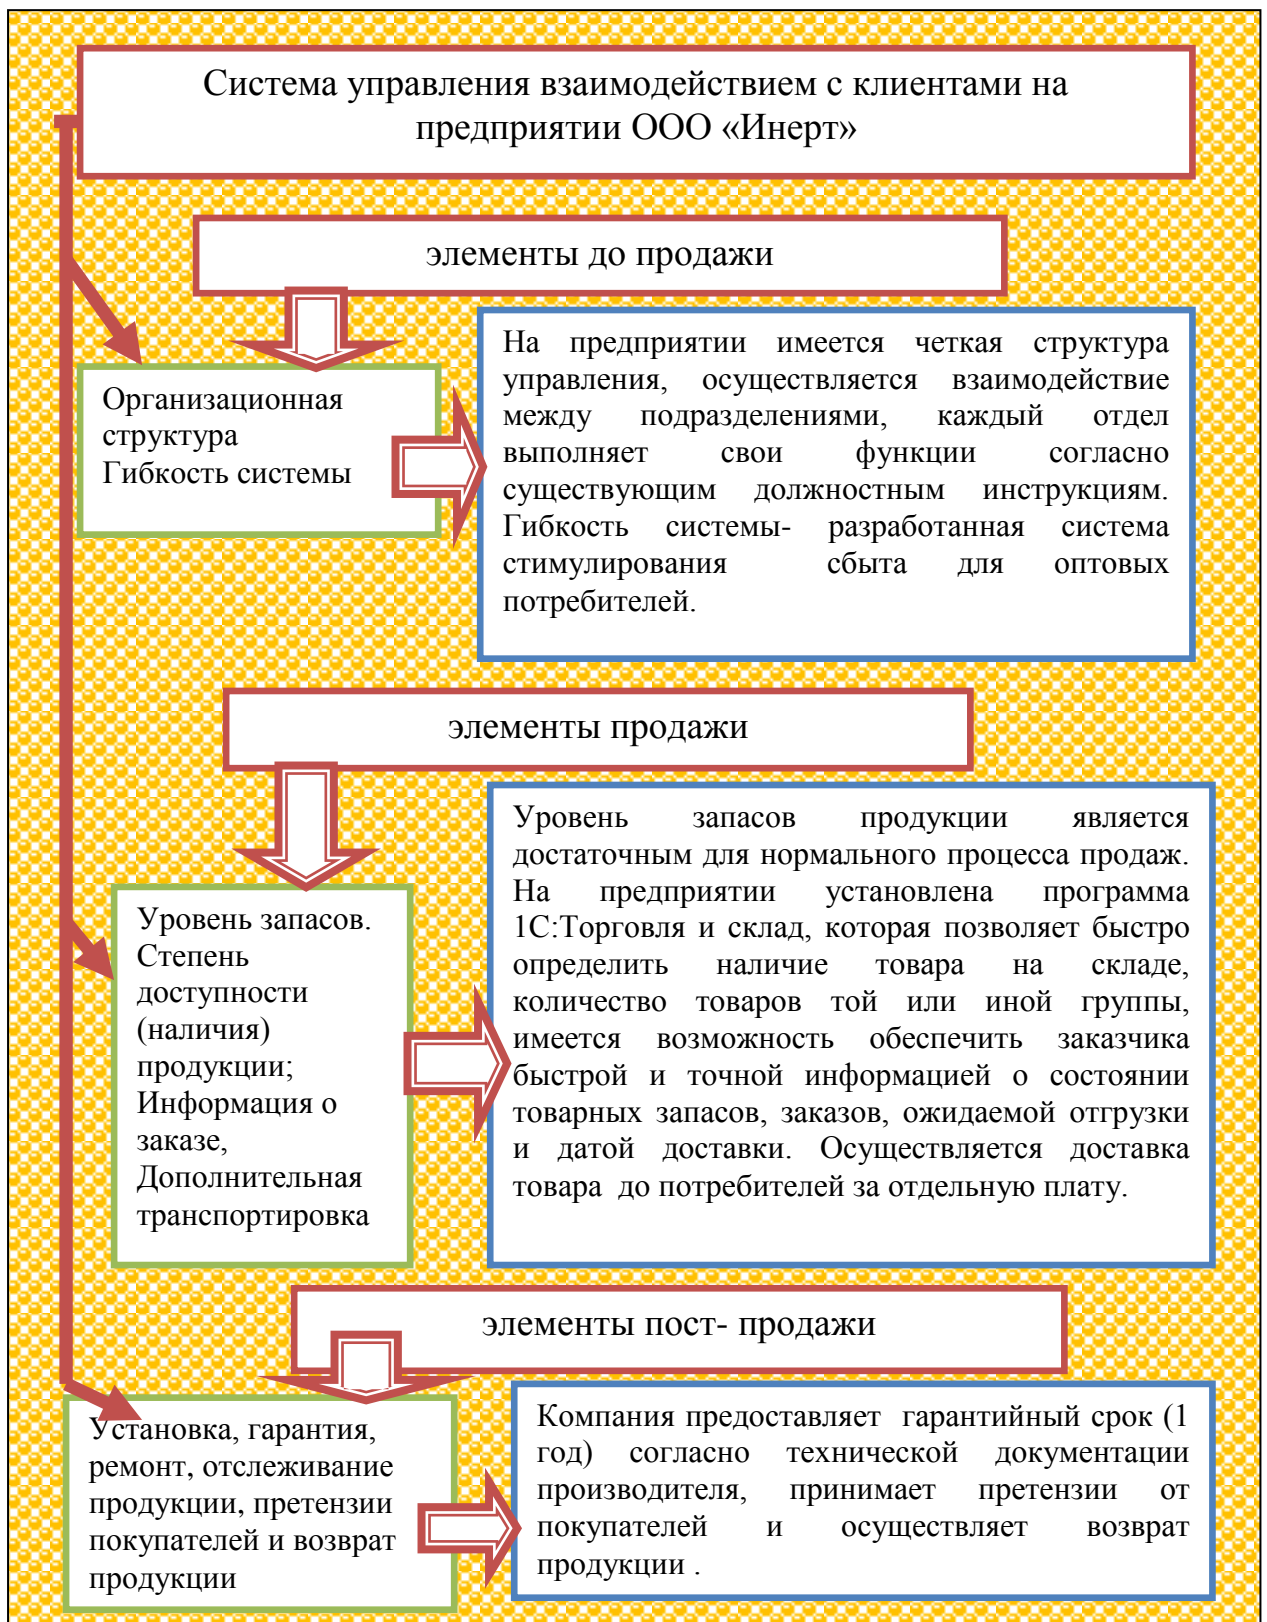 Система управления взаимодействием с клиентами на
предприятии ООО «Инерт»
элементы до продажи
Организационная
структура
Гибкость системы
На предприятии имеется четкая структура
управления, осуществляется взаимодействие
между подразделениями, каждый отдел
выполняет свои функции согласно
существующим должностным инструкциям.
Гибкость системы- разработанная система
стимулирования сбыта для оптовых
потребителей.
элементы продажи
Уровень запасов.
Степень
доступности
(наличия)
продукции;
Информация о
заказе,
Дополнительная
транспортировка
Уровень запасов продукции является
достаточным для нормального процесса продаж.
На предприятии установлена программа
1С:Торговля и склад, которая позволяет быстро
определить наличие товара на складе,
количество товаров той или иной группы,
имеется возможность обеспечить заказчика
быстрой и точной информацией о состоянии
товарных запасов, заказов, ожидаемой отгрузки
и датой доставки. Осуществляется доставка
товара до потребителей за отдельную плату.
элементы пост- продажи
Установка, гарантия,
ремонт, отслеживание
продукции, претензии
покупателей и возврат
продукции
Компания предоставляет гарантийный срок (1
год) согласно технической документации
производителя, принимает претензии от
покупателей и осуществляет возврат
продукции .